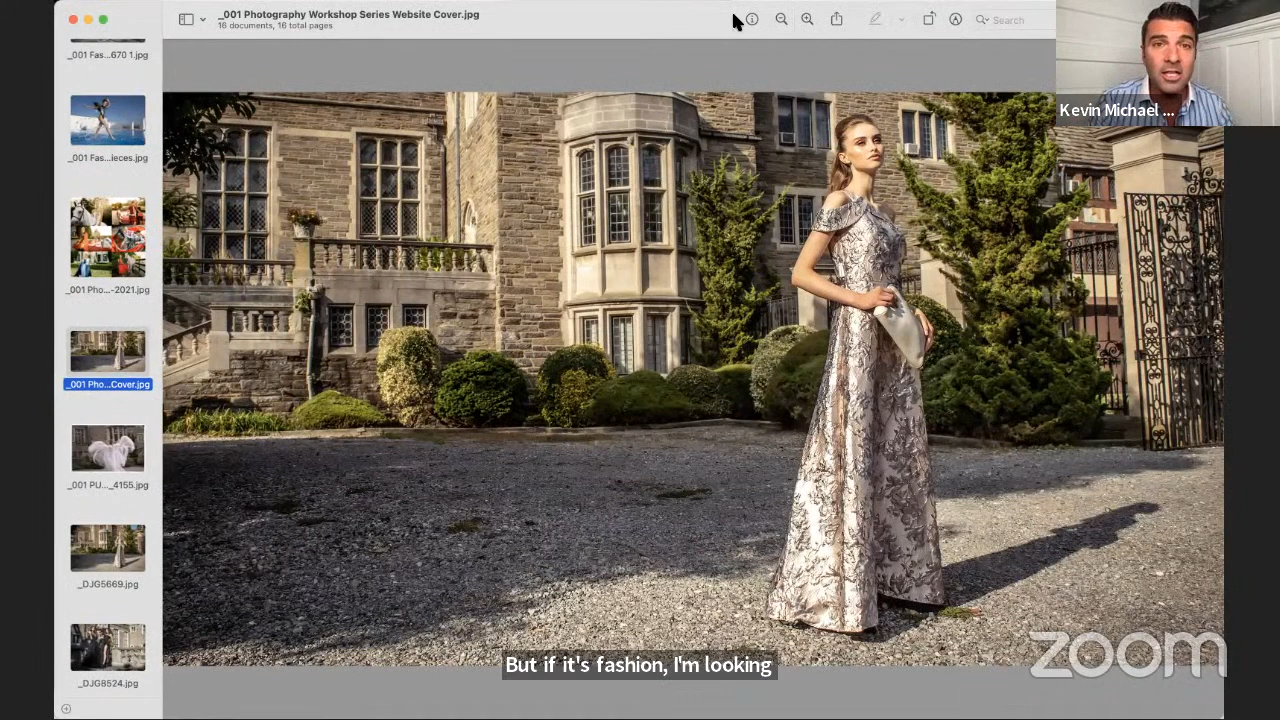 _001 Photography Workshop Series Website Cover.jpg
16 documents, 16 total pages
Search
Kevin Michael ...
_001 Fas...670 1.jpg
_001 Fas...ieces.jpg
_001 Pho...-2021.jpg
_001 Pho...Cover.jpg
_001 PU..._4155.jpg
_DJG5669.jpg
_DJG8524.jpg
But if it's fashion, I'm looking
zoom